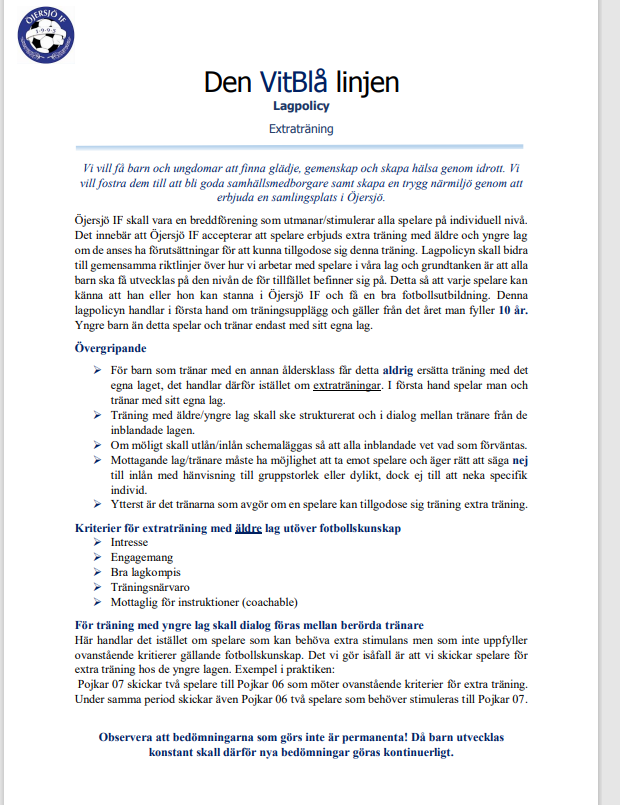 ÖJERSJÖ IF
1·9·9·3
Den VitBlå linjen
Lagpolicy
Extraträning
Vi vill få barn och ungdomar att finna glädje, gemenskap och skapa hälsa genom idrott. Vi
vill fostra dem till att bli goda samhällsmedborgare samt skapa en trygg närmiljö genom att
erbjuda en samlingsplats i Öjersjö.
Öjersjö IF skall vara en breddförening som utmanar/stimulerar alla spelare på individuell nivå.
Det innebär att Öjersjö IF accepterar att spelare erbjuds extra träning med äldre och yngre lag
om de anses ha förutsättningar för att kunna tillgodose sig denna träning. Lagpolicyn skall bidra
till gemensamma riktlinjer över hur vi arbetar med spelare i våra lag och grundtanken är att alla
barn ska få utvecklas på den nivån de för tillfället befinner sig på. Detta så att varje spelare kan
känna att han eller hon kan stanna i Öjersjö IF och få en bra fotbollsutbildning. Denna
lagpolicyn handlar i första hand om träningsupplägg och gäller från det året man fyller 10 år.
Yngre barn än detta spelar och tränar endast med sitt egna lag.
Övergripande
➢ För barn som tränar med en annan åldersklass får detta aldrig ersätta träning med det
egna laget, det handlar därför istället om extraträningar. I första hand spelar man och
tränar med sitt egna lag.
➢ Träning med äldre/yngre lag skall ske strukturerat och i dialog mellan tränare från de
inblandade lagen.
➢ Om möligt skall utlån/inlån schemaläggas så att alla inblandade vet vad som förväntas.
➢ Mottagande lag/tränare måste ha möjlighet att ta emot spelare och äger rätt att säga nej
till inlån med hänvisning till gruppstorlek eller dylikt, dock ej till att neka specifik
individ.
➢ Ytterst är det tränarna som avgör om en spelare kan tillgodose sig träning extra träning.
Kriterier för extraträning med äldre lag utöver fotbollskunskap
➢ Intresse
➢ Engagemang
➢ Bra lagkompis
➢ Träningsnärvaro
➢ Mottaglig för instruktioner (coachable)
För träning med yngre lag skall dialog föras mellan berörda tränare
Här handlar det istället om spelare som kan behöva extra stimulans men som inte uppfyller
ovanstående kritierer gällande fotbollskunskap. Det vi gör isåfall är att vi skickar spelare för
extra träning hos de yngre lagen. Exempel i praktiken:
Pojkar 07 skickar två spelare till Pojkar 06 som möter ovanstående kriterier för extra träning.
Under samma period skickar även Pojkar 06 två spelare som behöver stimuleras till Pojkar 07.
Observera att bedömningarna som görs inte är permanenta! Då barn utvecklas
konstant skall därför nya bedömningar göras kontinuerligt.